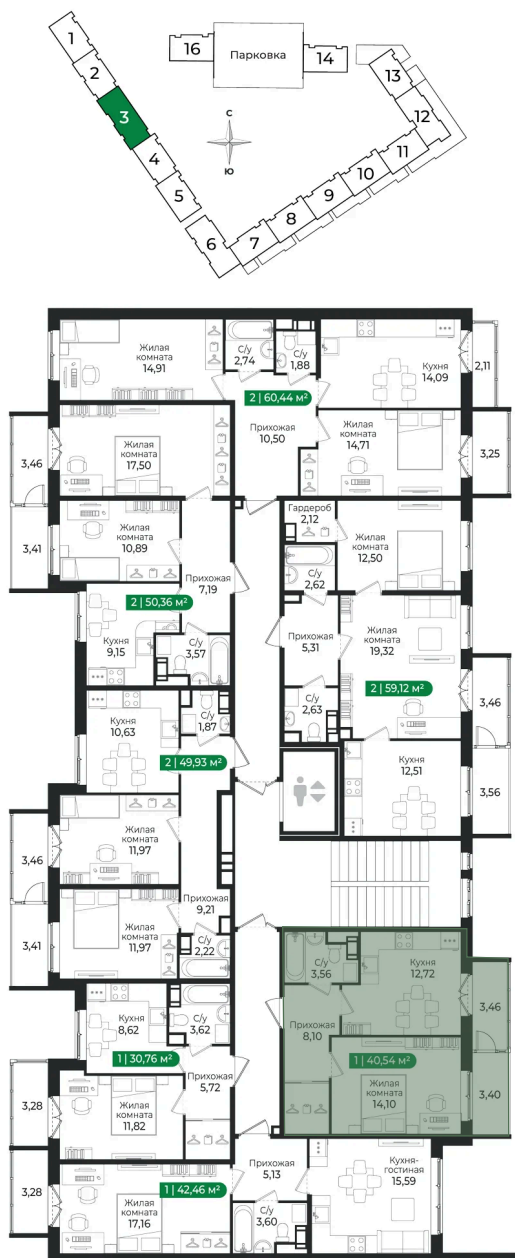 1
2
3
4
5
6
7
8
9
10
11
12
13
14
16
Парковка
С
Ю
Жилая
комната
14,91
С/у
2,74
С/у
1,88
Кухня
14,09
2,11
2 | 60,44 м²
Прихожая
10,50
Жилая
комната
14,71
3,25
3,46
Жилая
комната
17,50
3,41
Жилая
комната
10,89
Гардероб
2,12
Жилая
комната
12,50
С/у
2,62
Прихожая
7,19
2 | 50,36 м²
Кухня
9,15
С/у
3,57
Прихожая
5,31
Жилая
комната
19,32
2 | 59,12 м²
С/у
2,63
3,46
Кухня
10,63
С/у
1,87
2 | 49,93 м²
Кухня
12,51
3,56
3,46
Жилая
комната
11,97
3,41
Жилая
комната
11,97
Прихожая
9,21
С/у
2,22
С/у
3,56
Кухня
12,72
3,46
Прихожая
8,10
1 | 40,54 м²
Жилая
комната
14,10
3,40
Кухня
8,62
С/у
3,62
1 | 30,76 м²
Прихожая
5,72
3,28
Жилая
комната
11,82
3,28
Жилая
комната
17,16
1 | 42,46 м²
Прихожая
5,13
С/у
3,60
Кухня-
гостиная
15,59